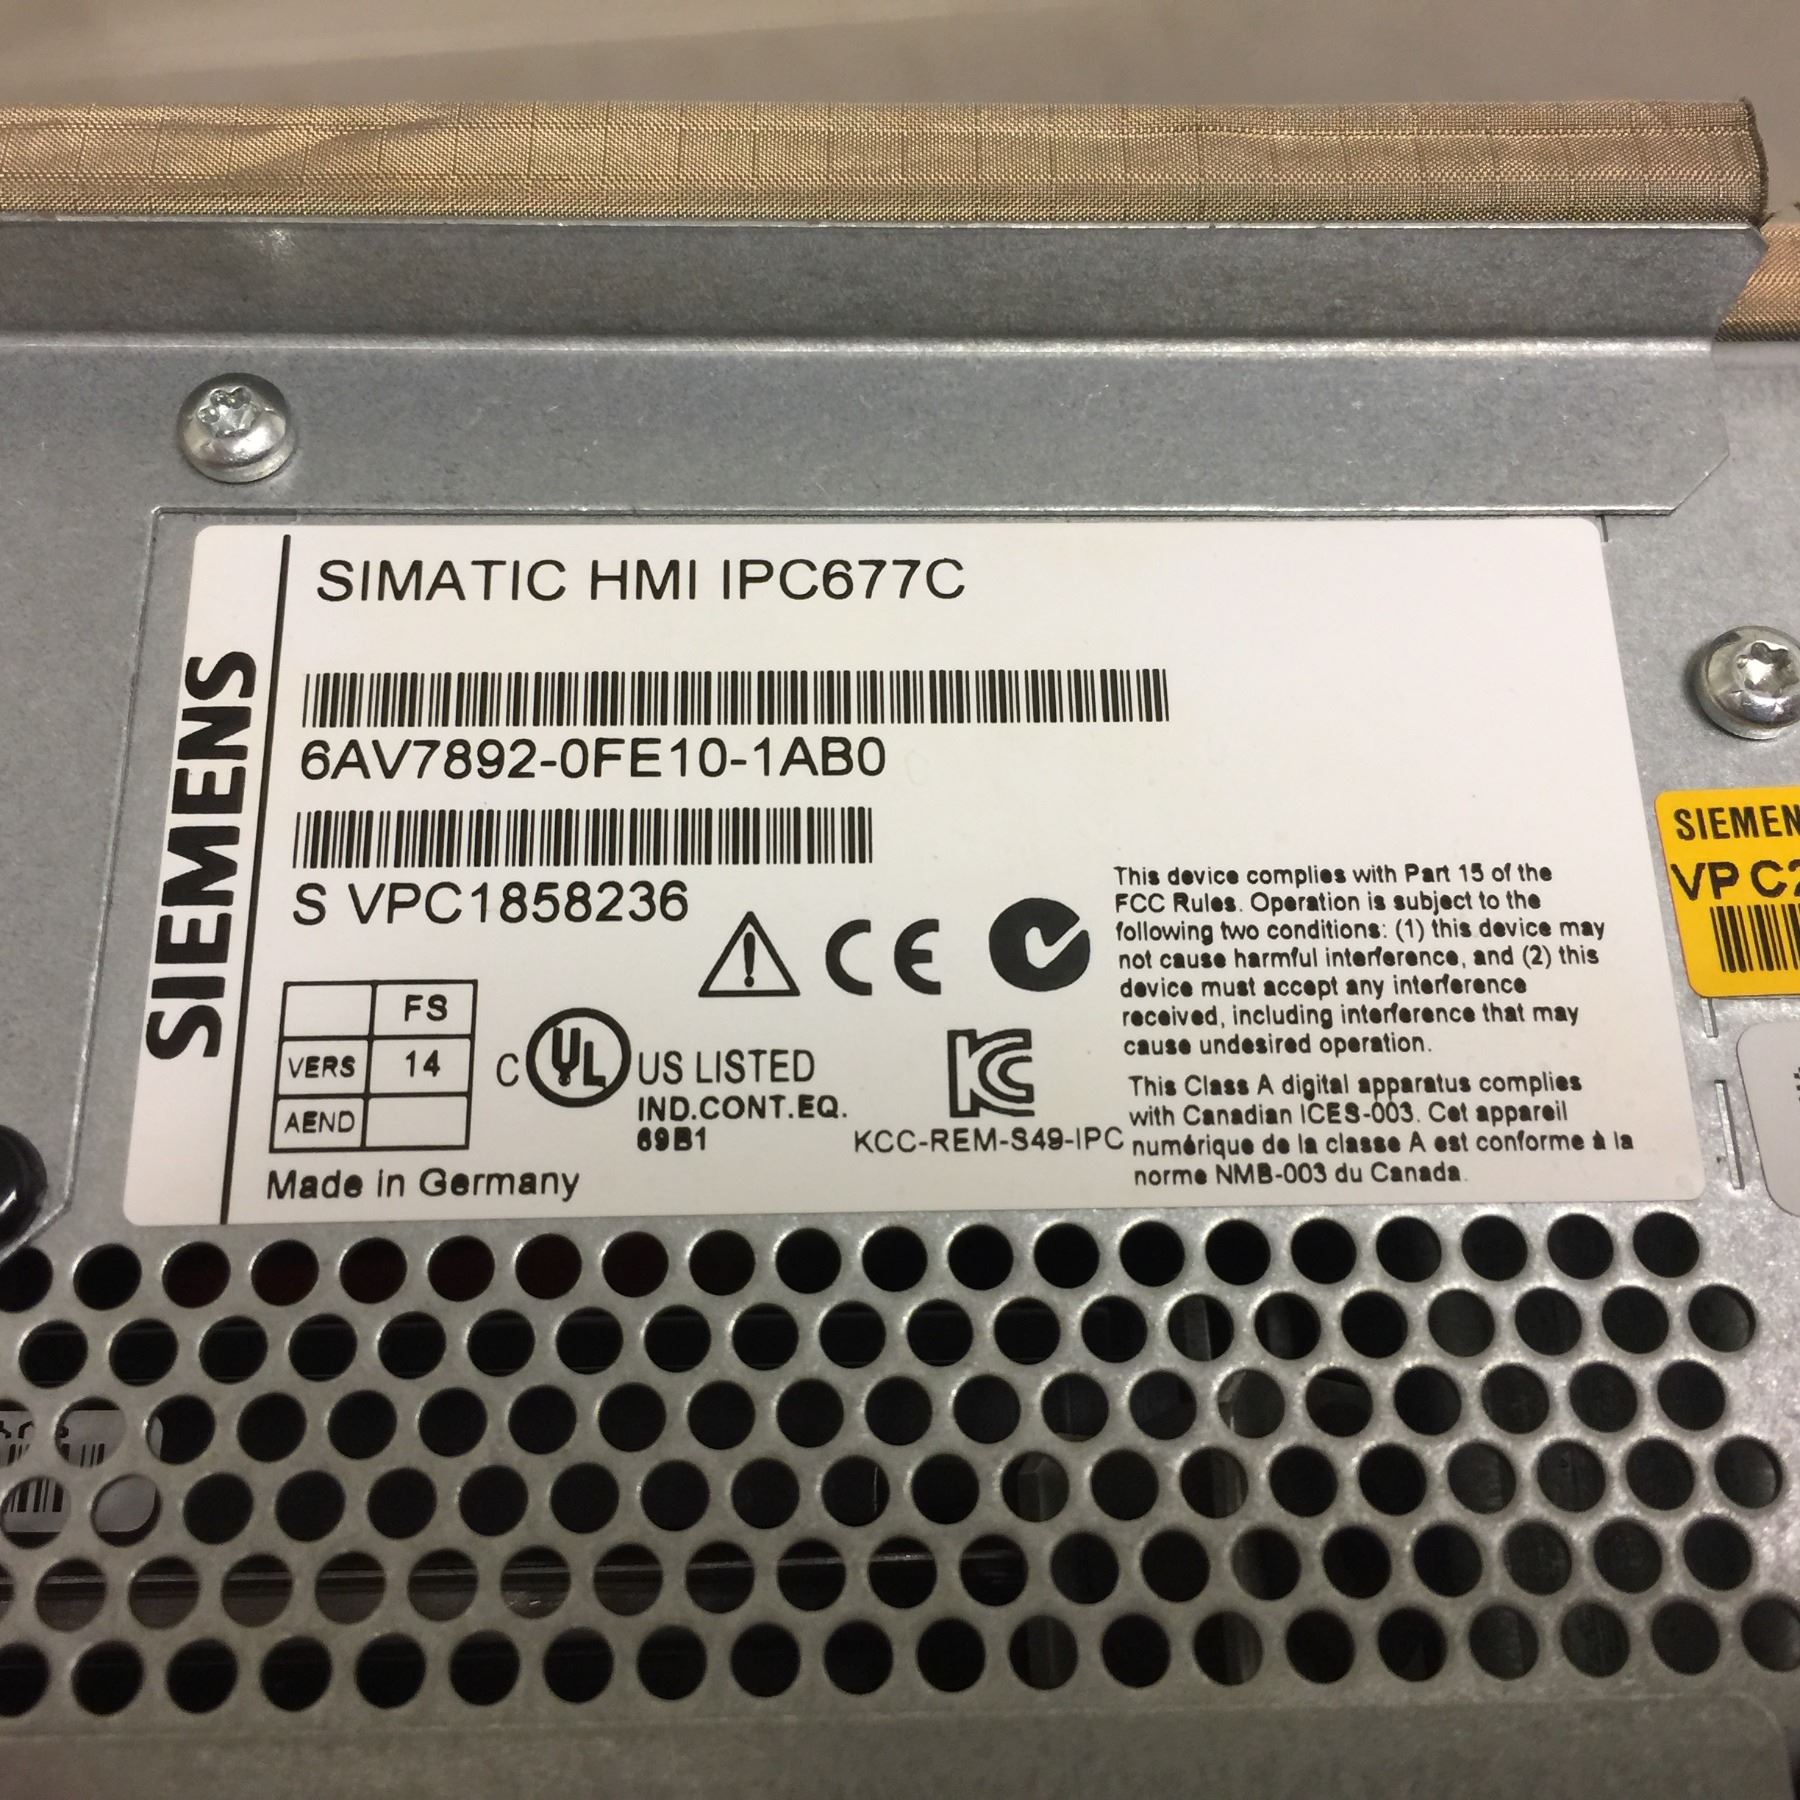 SIEMENS
SIMATIC HMI IPC677C
6AV7892-0FE10-1AB0
S VPC1858236
FS
VERS 14
AEND
Made in Germany
C UL US LISTED
IND.CONT.EQ.
69B1
CE
KCC-REM-S49-IPC
This device complies with Part 15 of the
FCC Rules. Operation is subject to the
following two conditions: (1) this device may
not cause harmful interference, and (2) this
device must accept any interference
received, including interference that may
cause undesired operation.
This Class A digital apparatus complies
with Canadian ICES-003. Cet appareil
numérique de la classe A est conforme à la
norme NMB-003 du Canada.
SIEMEN
VPC2